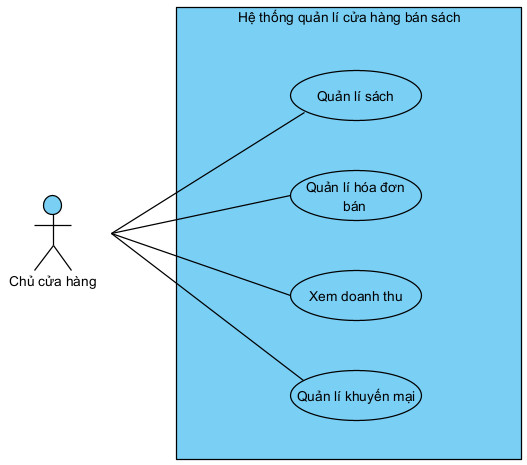 Hệ thống quản lí cửa hàng bán sách
Quản lí sách
Quản lí hóa đơn
bán
Chủ cửa hàng
Xem doanh thu
Quản lí khuyến mại